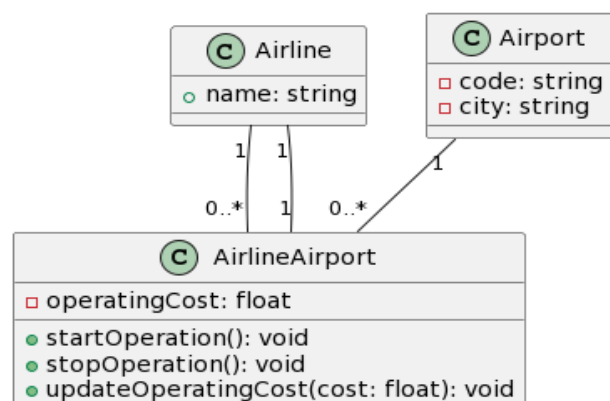 C Airline
name: string
C Airport
code: string
city: string
1
1
1
0..*
1
0..*
C AirlineAirport
operatingCost: float
startOperation(): void
stopOperation(): void
updateOperatingCost(cost: float): void